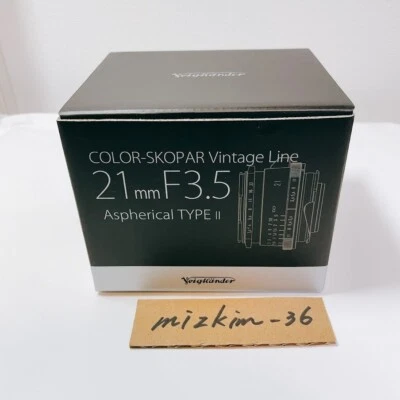 Voigtländer
COLOR-SKOPAR Vintage Line
21mm F3.5
Aspherical TYPE II
Voigtländer
mizkim-36